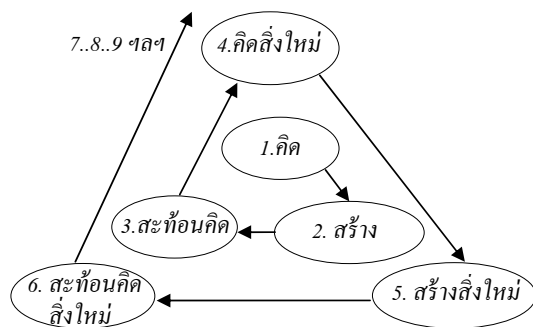 7..8..9 ฯลฯ
4.คิดสิ่งใหม่
1.คิด
3.สะท้อนคิด
2. สร้าง
6. สะท้อนคิด
สิ่งใหม่
5. สร้างสิ่งใหม่